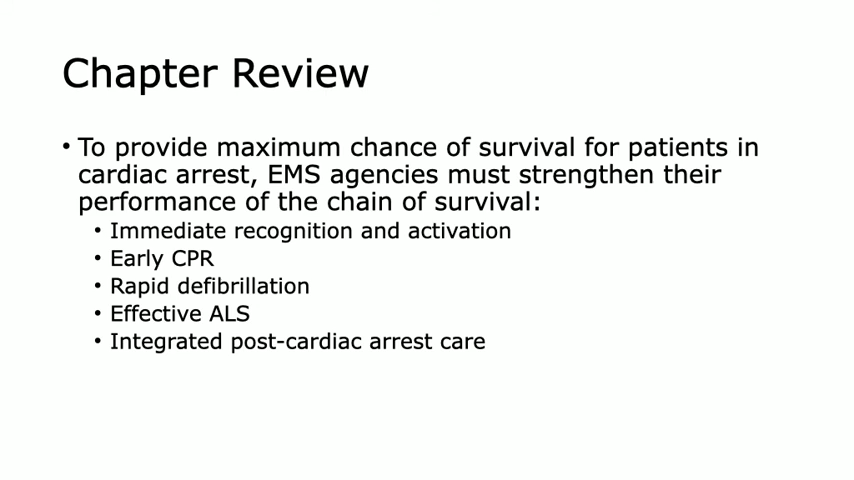 Chapter Review
• To provide maximum chance of survival for patients in
cardiac arrest, EMS agencies must strengthen their
performance of the chain of survival:
• Immediate recognition and activation
• Early CPR
• Rapid defibrillation
• Effective ALS
• Integrated post-cardiac arrest care